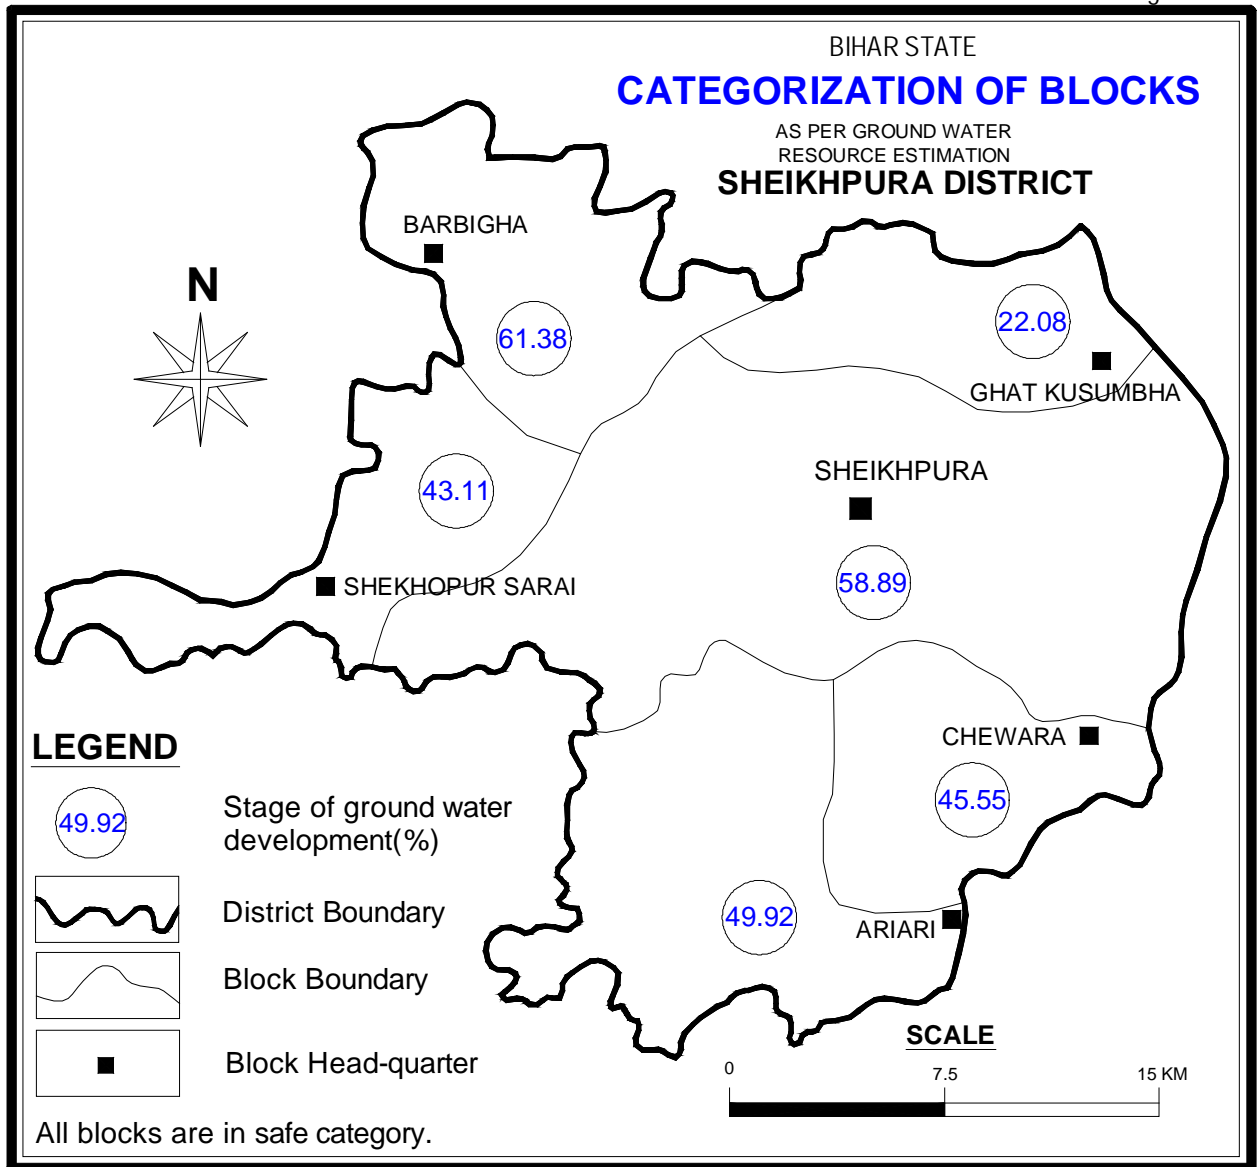 BIHAR STATE
CATEGORIZATION OF BLOCKS
AS PER GROUND WATER
RESOURCE ESTIMATION
SHEIKHPURA DISTRICT
BARBIGHA
N
61.38
22.08
GHAT KUSUMBHA
SHEIKHPURA
43.11
58.89
SHEKHOPUR SARAI
CHEWARA
45.55
49.92
ARIARI
LEGEND
49.92
Stage of ground water
development(%)
District Boundary
Block Boundary
Block Head-quarter
All blocks are in safe category.
SCALE
0
7.5
15 KM